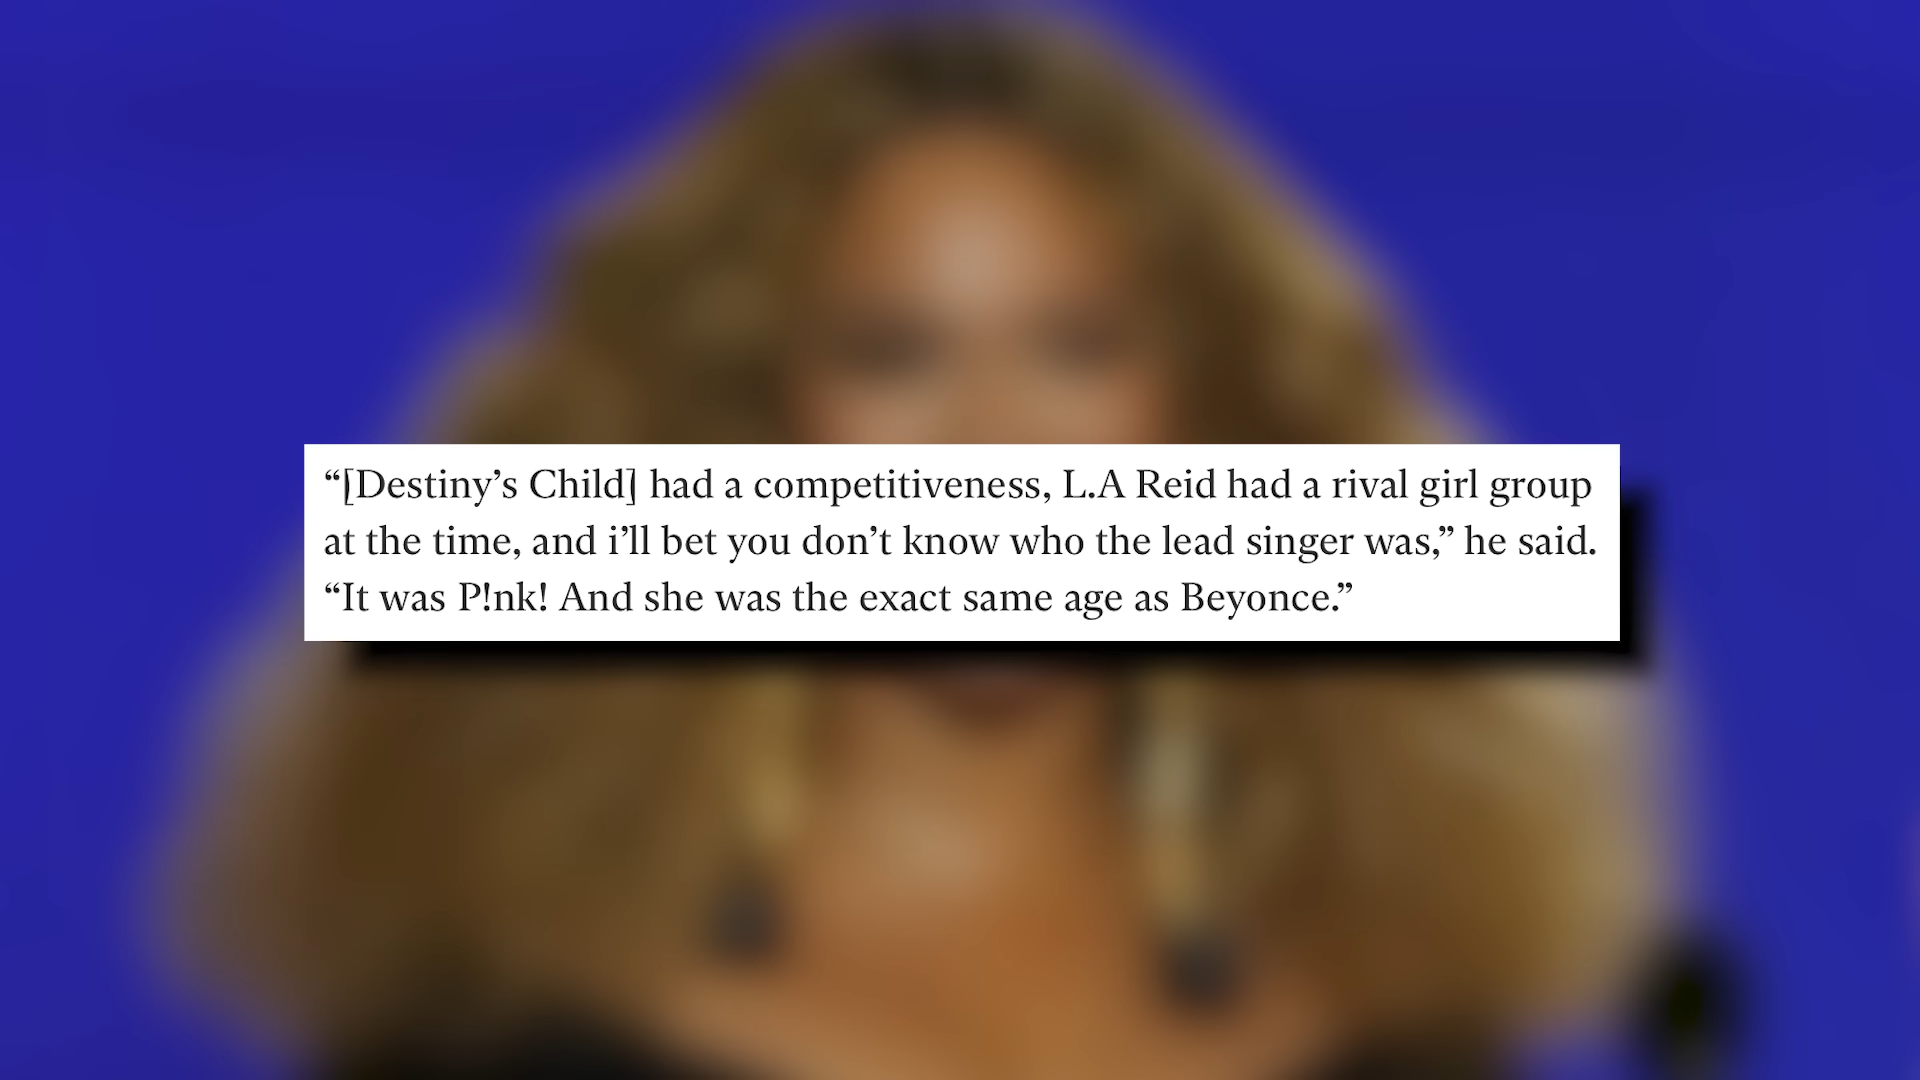 “[Destiny’s Child] had a competitiveness, L.A Reid had a rival girl group
at the time, and i’ll bet you don’t know who the lead singer was,” he said.
“It was P!nk! And she was the exact same age as Beyonce.”